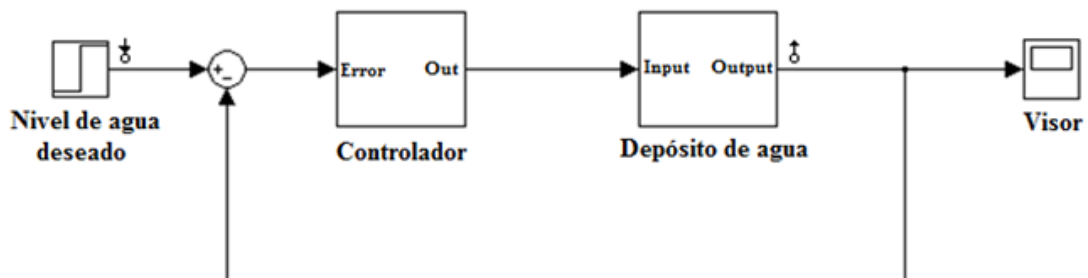 Nivel de agua
deseado
+
-
Error
Out
Controlador
Input
Output
Depósito de agua
Visor